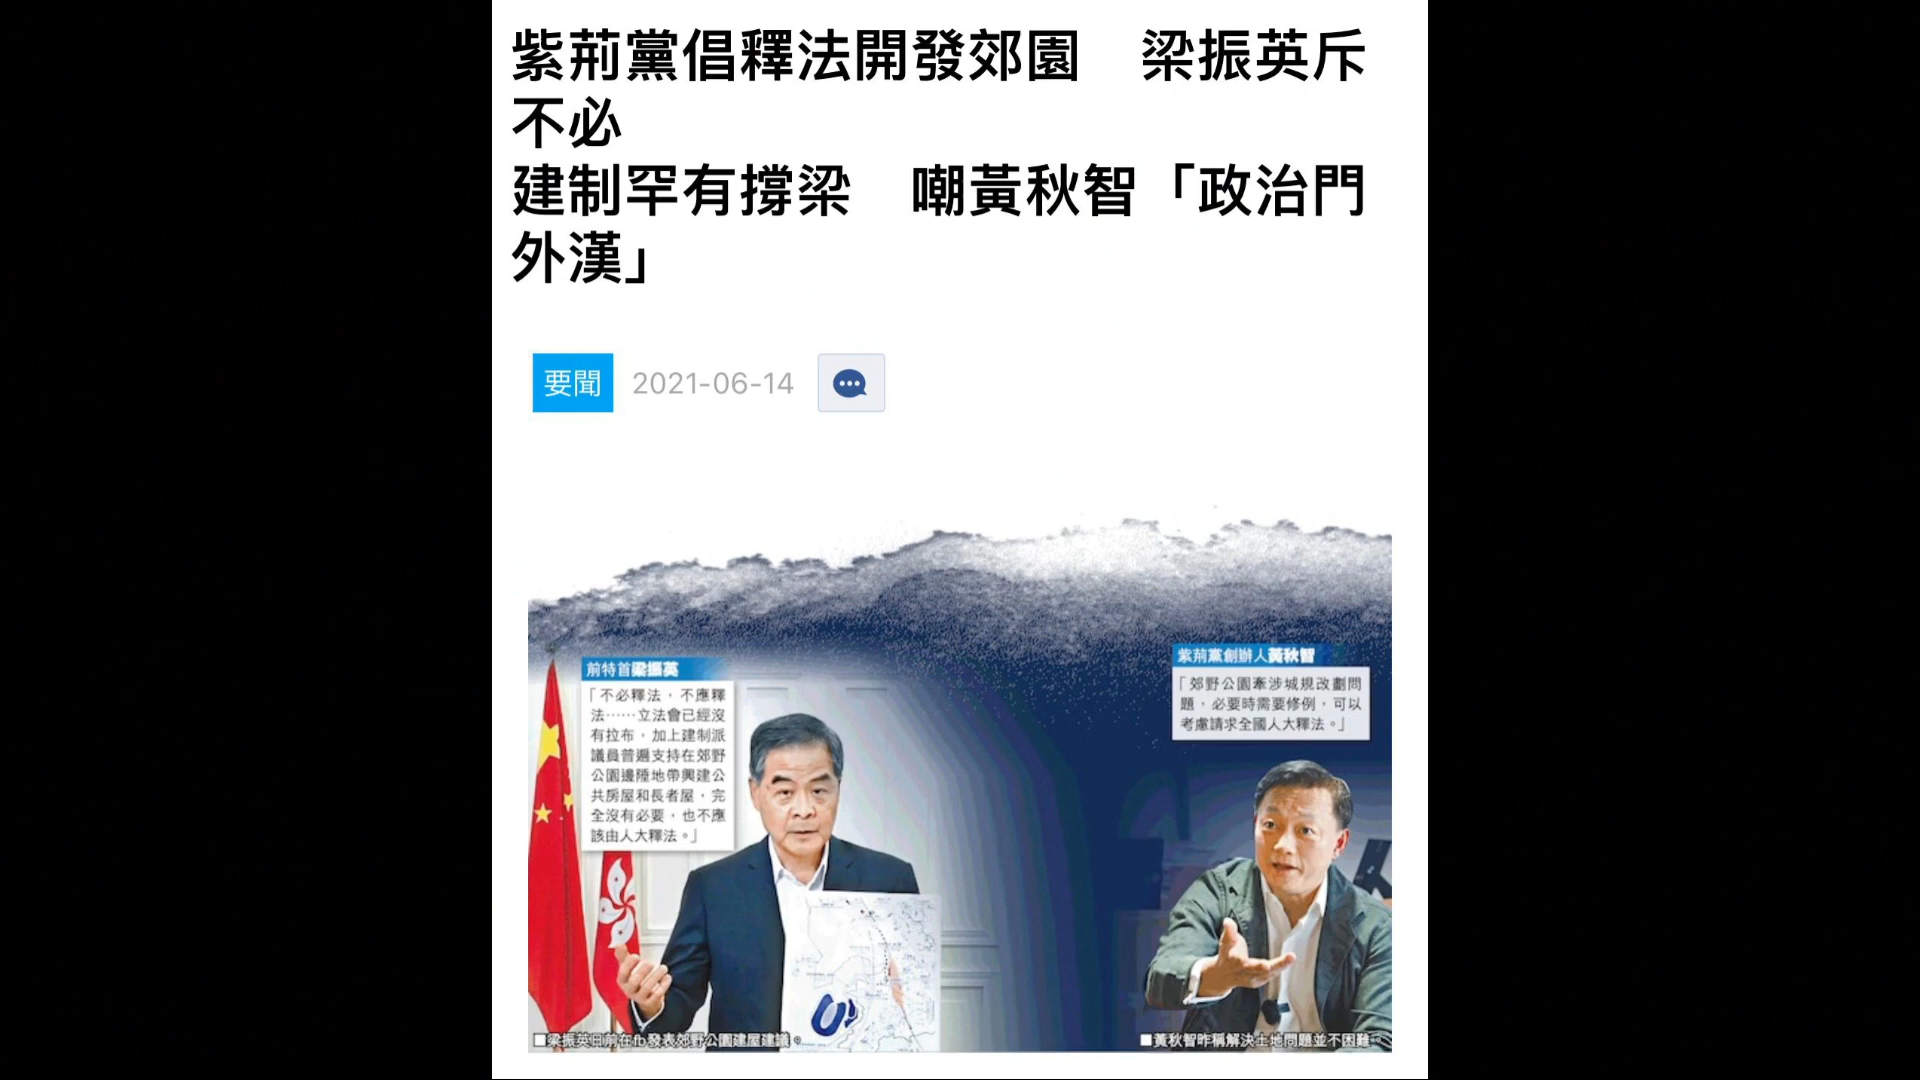 紫荊黨倡釋法開發郊園　梁振英斥
不必
建制罕有撐梁　嘲黃秋智「政治門
外漢」
要聞 2021-06-14
前特首梁振英
「不必釋法，不應釋
法……立法會已經沒
有拉布，加上建制派
議員普遍支持在郊野
公園邊陲地帶興建公
共房屋和長者屋，完
全沒有必要，也不應
該由人大釋法。」
紫荊黨創辦人黃秋智
「郊野公園牽涉城規改劃問
題，必要時需要修例，可以
考慮請求全國人大釋法。」
■梁振英日前在fb發表郊野公園建屋建議。
■黃秋智昨稱解決土地問題並不困難。